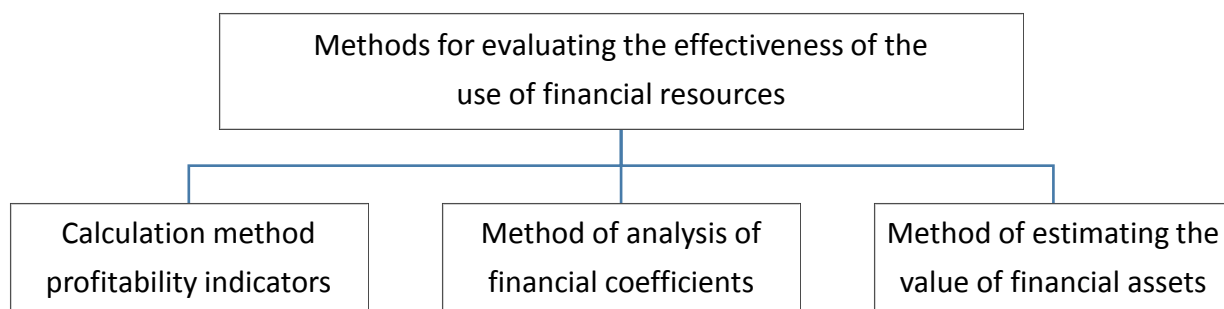 Methods for evaluating the effectiveness of the
use of financial resources
Calculation method
profitability indicators
Method of analysis of
financial coefficients
Method of estimating the
value of financial assets